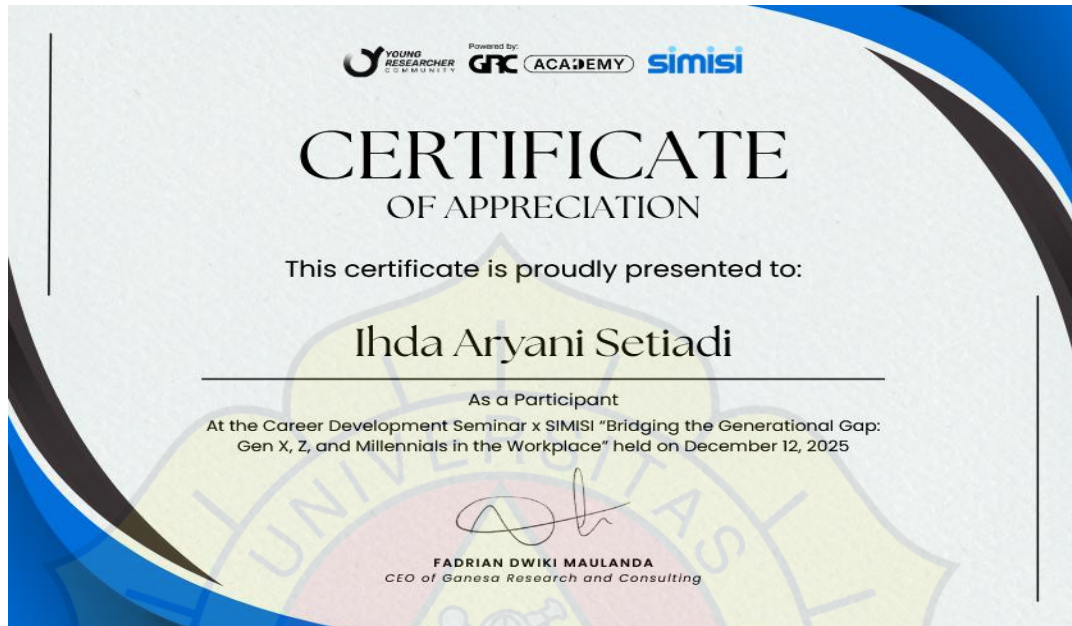 YOUNG
RESEARCHER
COMMUNITY
Powered by:
GRC ACADEMY simisi
CERTIFICATE
OF APPRECIATION
This certificate is proudly presented to:
Ihda Aryani Setiadi
As a Participant
At the Career Development Seminar x SIMISI "Bridging the Generational Gap:
Gen X, Z, and Millennials in the Workplace" held on December 12, 2025
UNIVERSITAS
FADRIAN DWIKI MAULANDA
CEO of Ganesa Research and Consulting